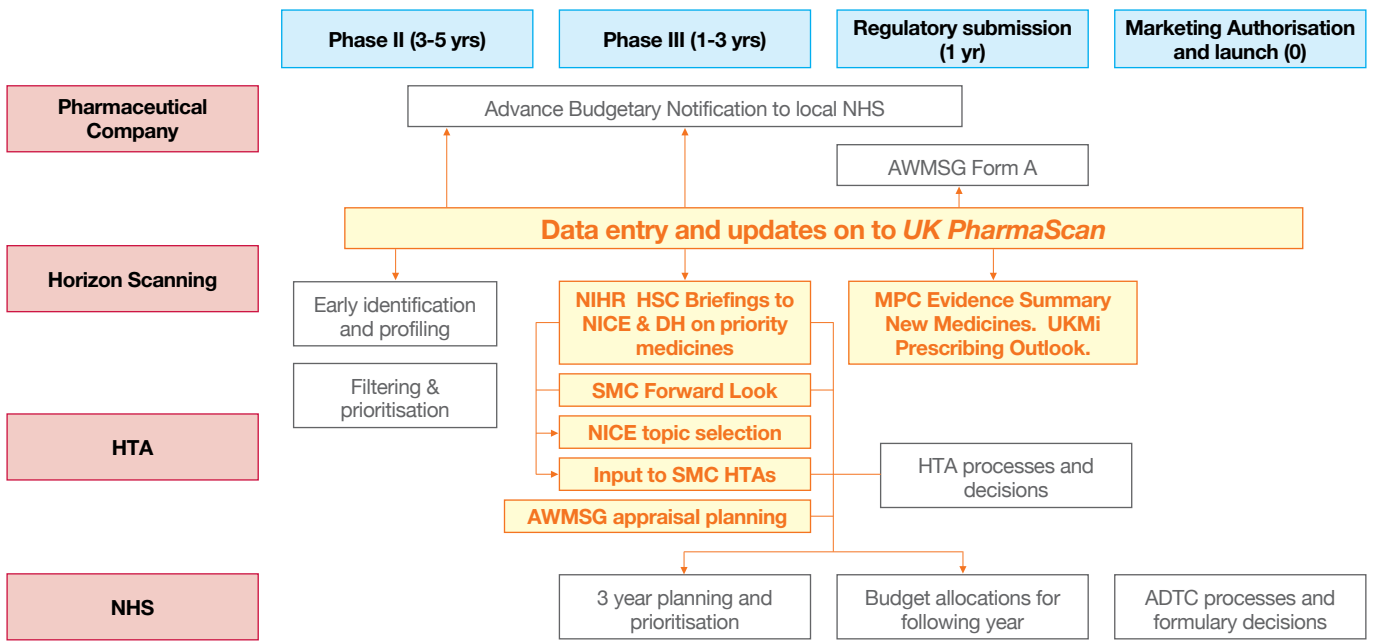 Phase II (3-5 yrs)
Phase III (1-3 yrs)
Regulatory submission
(1 yr)
Marketing Authorisation
and launch (0)
Pharmaceutical
Company
Advance Budgetary Notification to local NHS
AWMSG Form A
Data entry and updates on to UK PharmaScan
Horizon Scanning
Early identification
and profiling
NIHR HSC Briefings to
NICE & DH on priority
medicines
MPC Evidence Summary
New Medicines. UKMi
Prescribing Outlook.
Filtering &
prioritisation
SMC Forward Look
HTA
NICE topic selection
Input to SMC HTAs
HTA processes and
decisions
AWMSG appraisal planning
NHS
3 year planning and
prioritisation
Budget allocations for
following year
ADTC processes and
formulary decisions